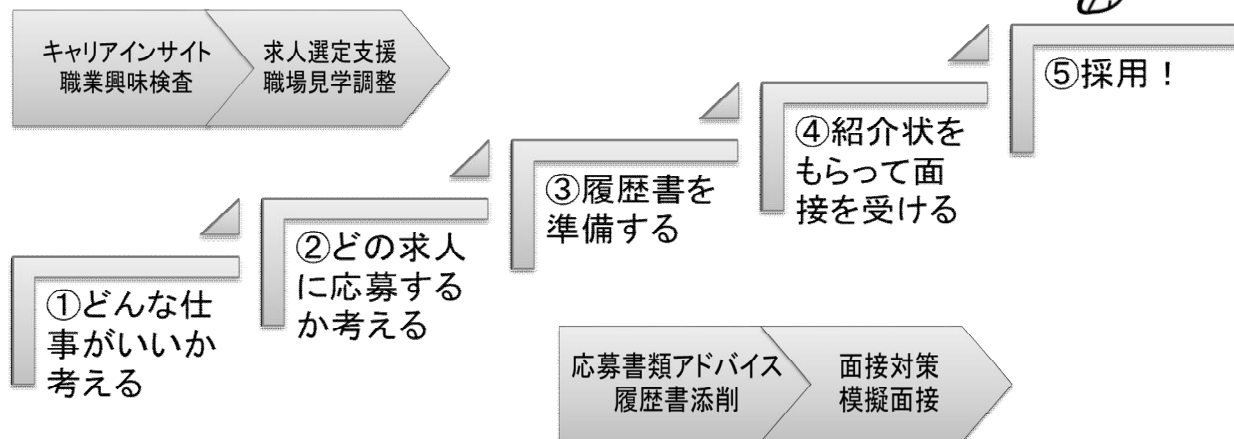 キャリアインサイト
職業興味検査
求人選定支援
職場見学調整
①どんな仕
事がいいか
考える
②どの求人
に応募する
か考える
③履歴書を
準備する
④紹介状を
もらって面
接を受ける
⑤採用！
応募書類アドバイス
履歴書添削
面接対策
模擬面接